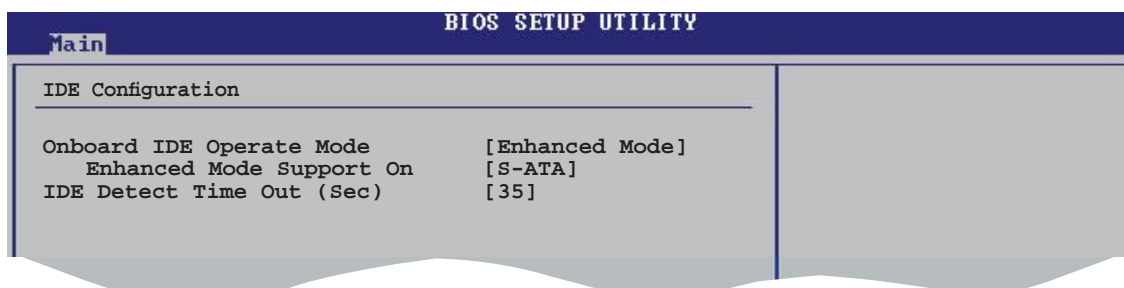 BIOS SETUP UTILITY
Main
IDE Configuration
Onboard IDE Operate Mode [Enhanced Mode]
Enhanced Mode Support On [S-ATA]
IDE Detect Time Out (Sec) [35]